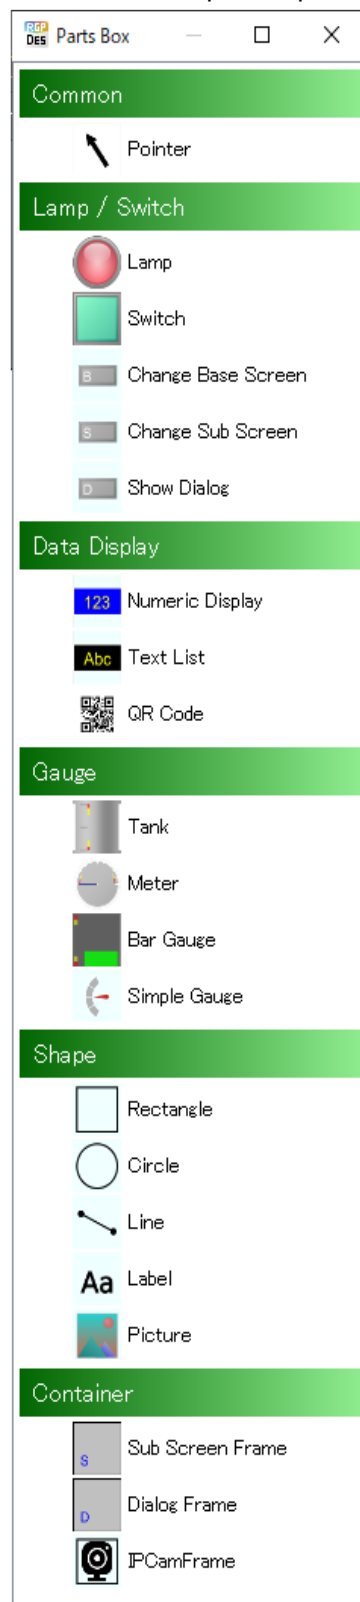 RGP
DES
Parts Box
Common
Pointer
Lamp / Switch
Lamp
Switch
B
Change Base Screen
S
Change Sub Screen
D
Show Dialog
Data Display
123
Numeric Display
Abc
Text List
QR Code
Gauge
Tank
Meter
Bar Gauge
Simple Gauge
Shape
Rectangle
Circle
Line
Aa
Label
Picture
Container
S
Sub Screen Frame
D
Dialog Frame
IPCamFrame